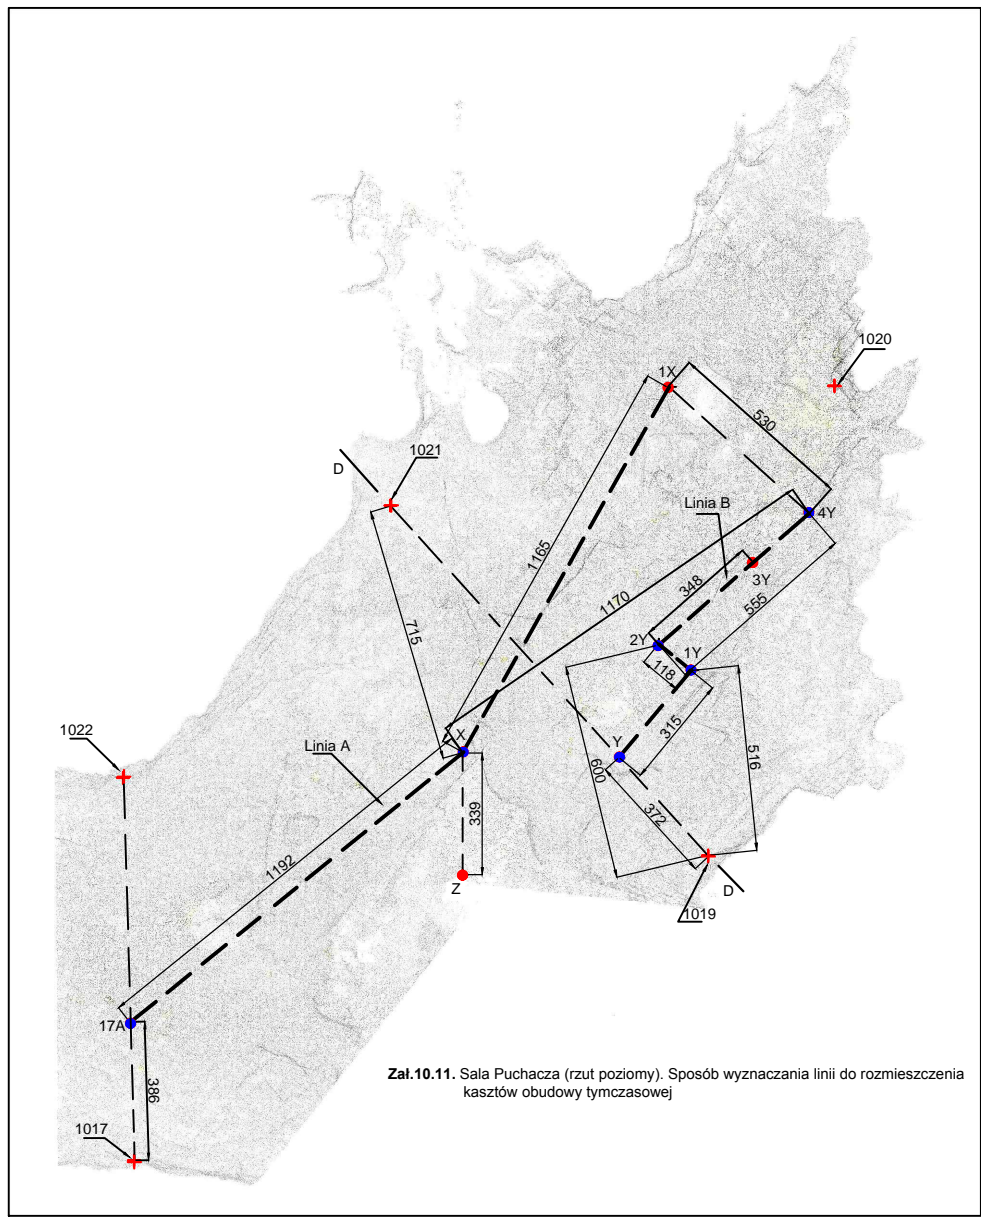 1020
1X
530
1021
D
Linia B
4Y
1165
3Y
348
1170
555
715
2Y
1Y
118
315
X
1022
Linia A
Y
516
600
339
372
1192
Z
D
1019
17A
386
Zał.10.11. Sala Puchacza (rzut poziomy). Sposób wyznaczania linii do rozmieszczenia
kasztów obudowy tymczasowej
1017